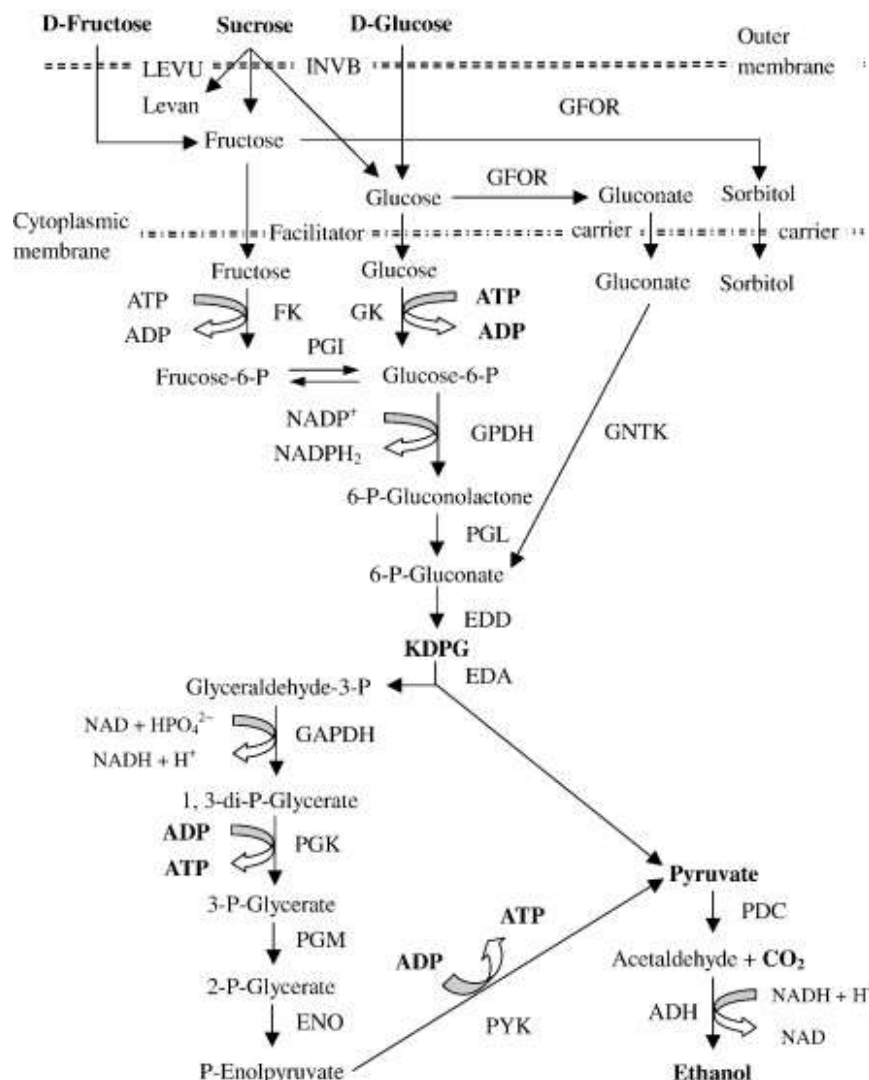 D-Fructose Sucrose D-Glucose
Outer
membrane
LEVU INVB
Levan
GFOR
Fructose
GFOR
Glucose Gluconate Sorbitol
Cytoplasmic
membrane
Facilitator carrier carrier
Fructose Glucose Gluconate Sorbitol
ATP FK GK ATP
ADP ADP
PGI
Frucose-6-P Glucose-6-P
NADP⁺ GPDH GNTK
NADPH₂
6-P-Gluconolactone
PGL
6-P-Gluconate
EDD
KDPG
EDA
Glyceraldehyde-3-P
NAD + HPO₄²⁻ GAPDH
NADH + H⁺
1, 3-di-P-Glycerate
ADP PGK
ATP
Pyruvate
3-P-Glycerate
PDC
ATP
PGM
ADP
Acetaldehyde + CO₂
2-P-Glycerate
NADH + H
ADH
ENO PYK
NAD
P-Enolpyruvate
Ethanol